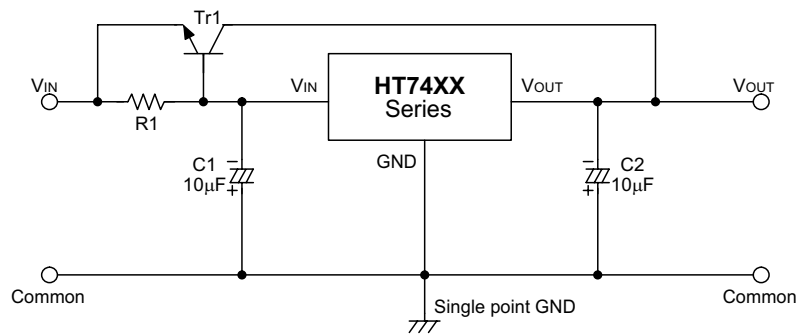 Tr1
VIN
R1
VIN
HT74XX
Series
VOUT
VOUT
GND
C1
10μF
−
+
C2
10μF
−
+
Common
Single point GND
Common